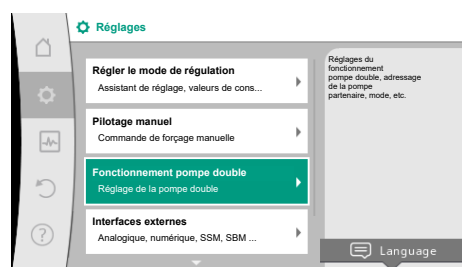 Réglages
Régler le mode de régulation
Assistant de réglage, valeurs de cons...
Pilotage manuel
Commande de forçage manuelle
Fonctionnement pompe double
Réglage de la pompe double
Interfaces externes
Analogique, numérique, SSM, SBM ...
Réglages du
fonctionnement
pompe double, adressage
de la pompe
partenaire, mode, etc.
Language